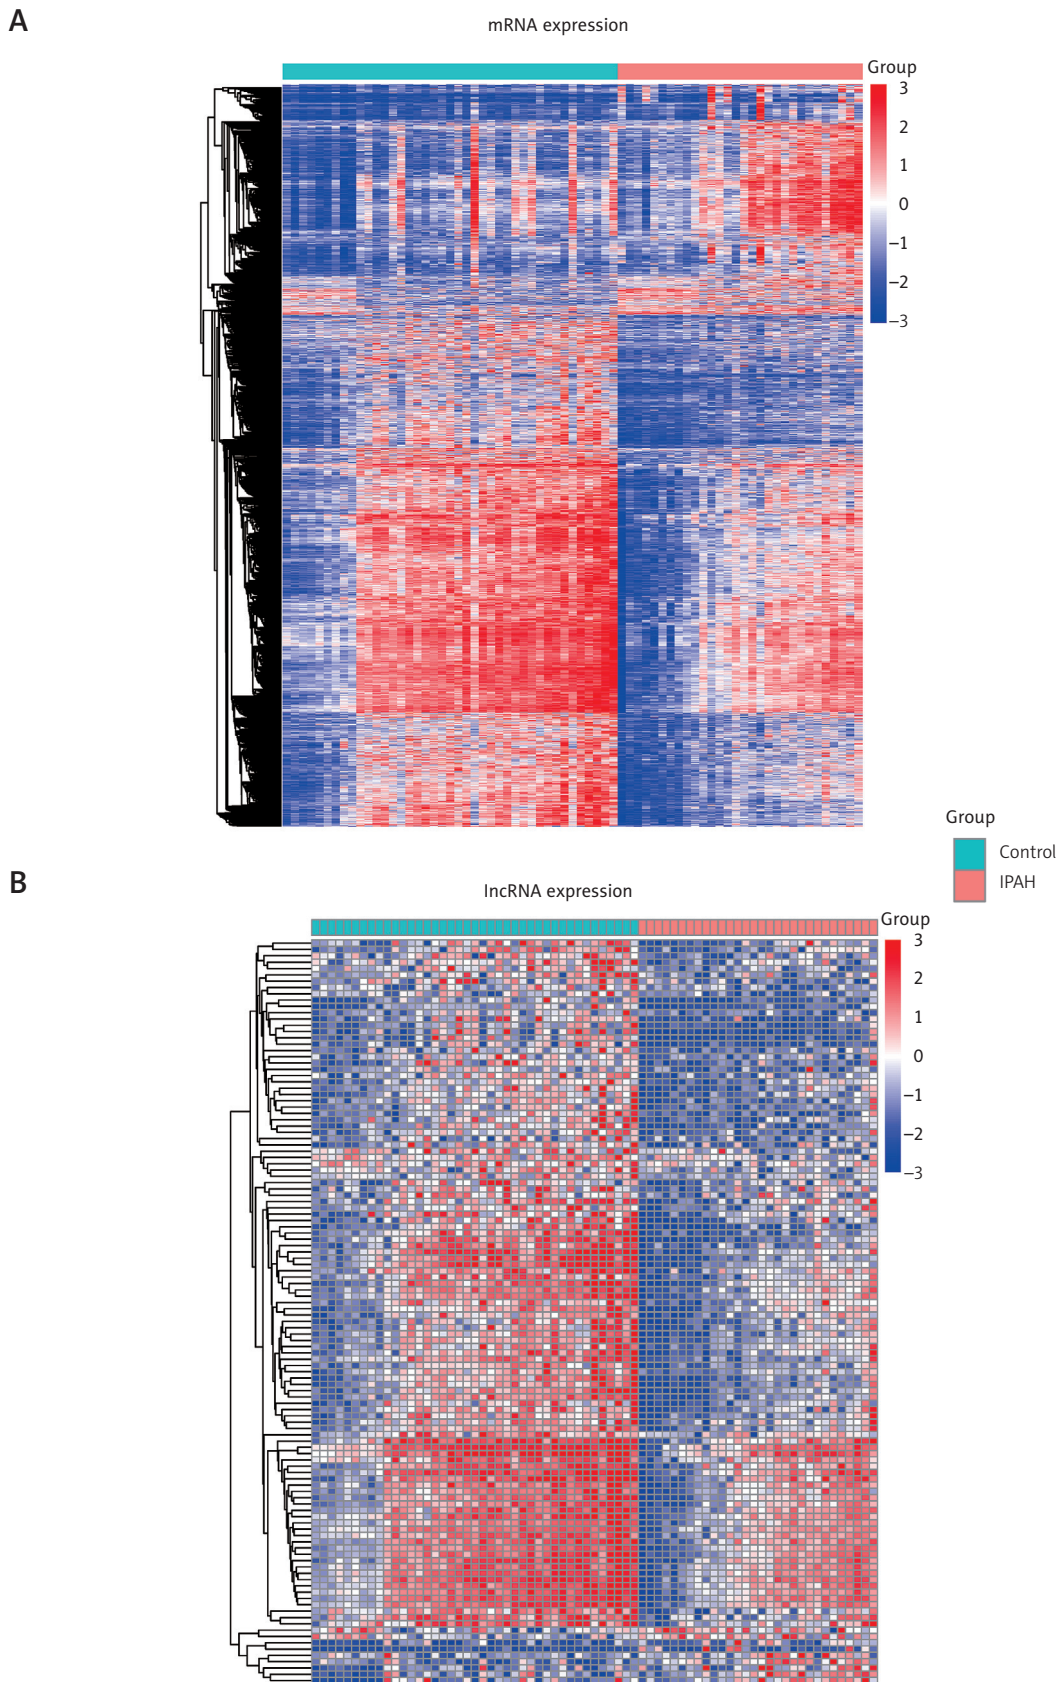 A
mRNA expression
Group
3
2
1
0
−1
−2
−3
Group
Control
IPAH
B
lncRNA expression
Group
3
2
1
0
−1
−2
−3